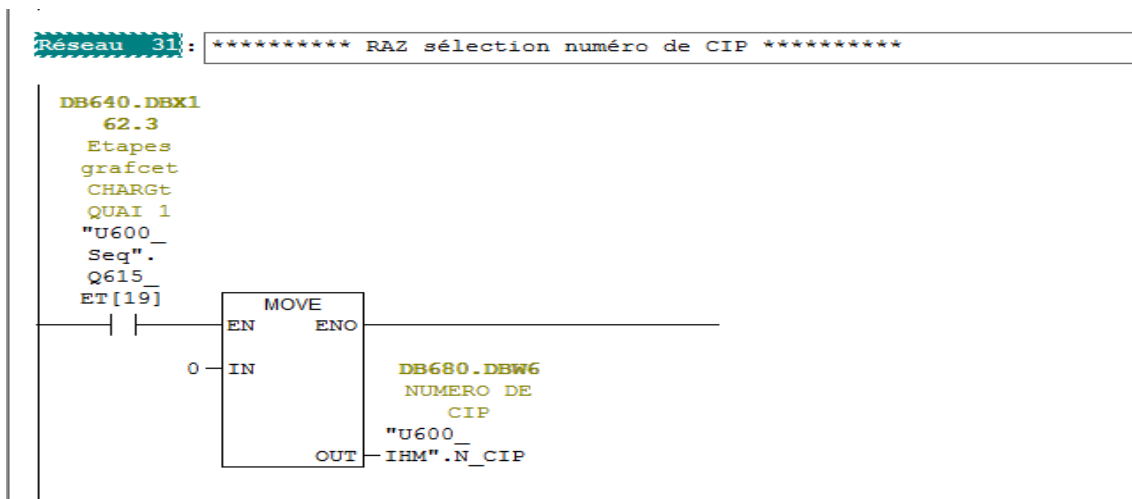 Réseau 31 : ********** RAZ sélection numéro de CIP **********
DB640.DBX1
62.3
Etapes
grafcet
CHARGt
QUAI 1
"U600_
Seq".
Q615_
ET[19]
MOVE
EN ENO
0 IN
DB680.DBW6
NUMERO DE
CIP
"U600_
OUT IHM".N_CIP